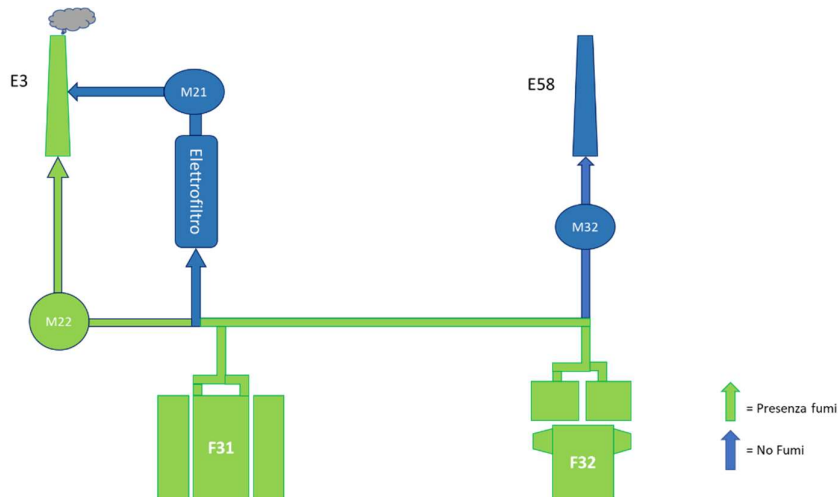 E3
M21
E58
Elettrofiltro
M32
M22
F31
F32
= Presenza fumi
= No Fumi